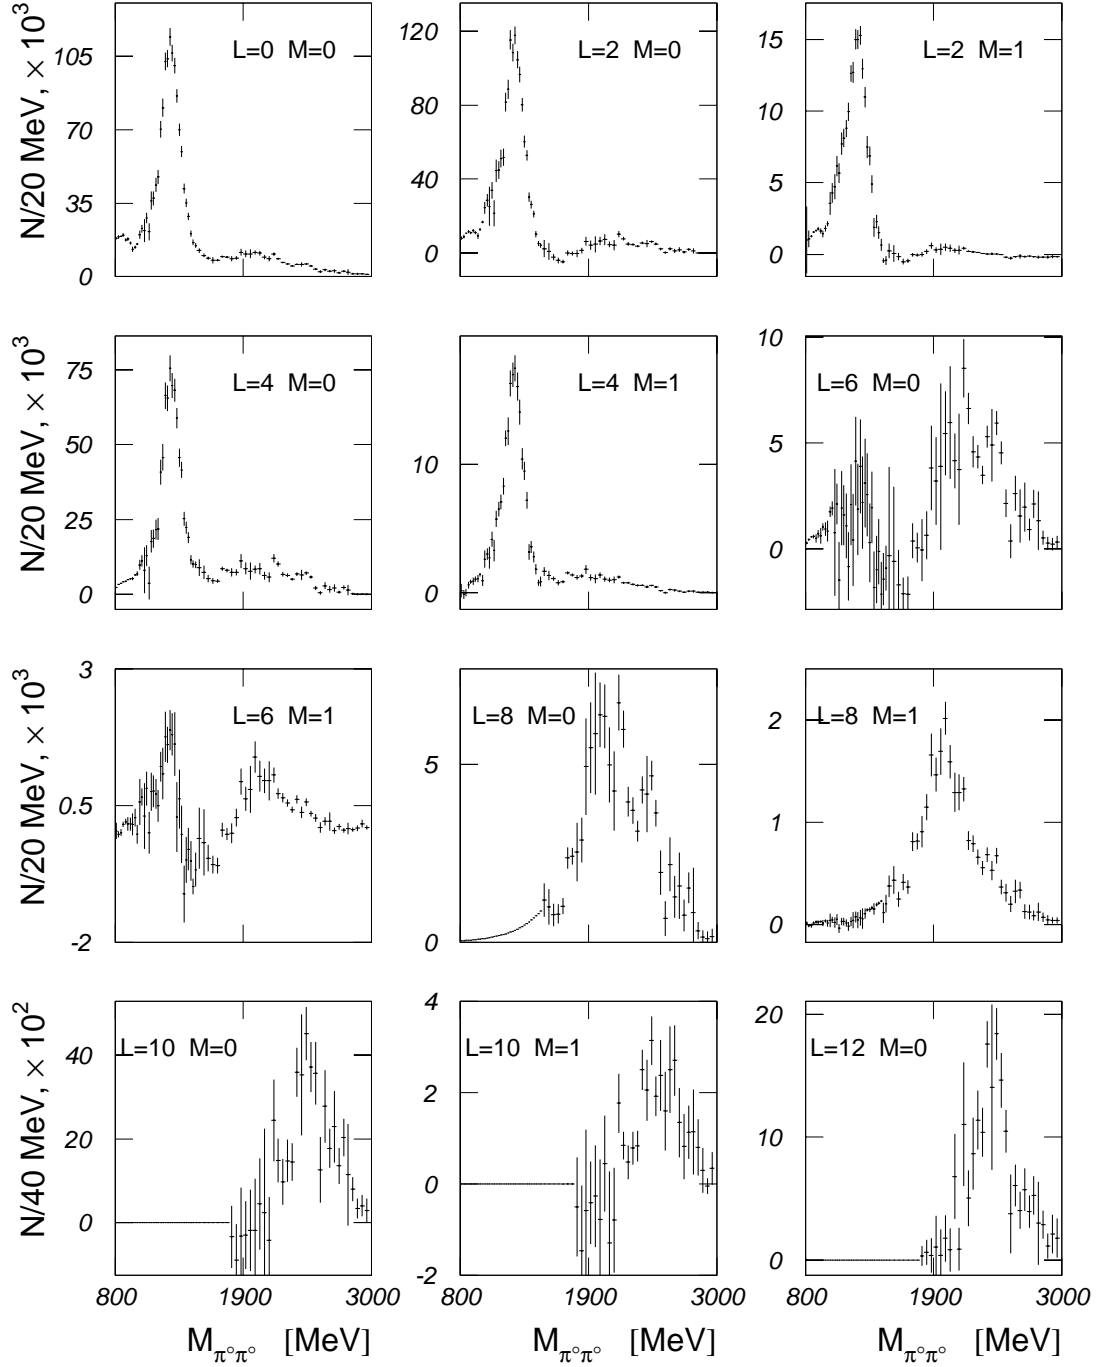 N/20 MeV, × 10³
105
70
35
0
L=0 M=0
120
80
40
0
L=2 M=0
15
10
5
0
L=2 M=1
N/20 MeV, × 10³
75
50
25
0
L=4 M=0
10
0
L=4 M=1
10
5
0
L=6 M=0
N/20 MeV, × 10³
3
0.5
-2
L=6 M=1
5
0
L=8 M=0
2
1
0
L=8 M=1
N/40 MeV, × 10²
40
20
0
L=10 M=0
4
2
0
-2
L=10 M=1
20
10
0
L=12 M=0
800 1900 3000
800 1900 3000
800 1900 3000
M_π°π° [MeV]
M_π°π° [MeV]
M_π°π° [MeV]